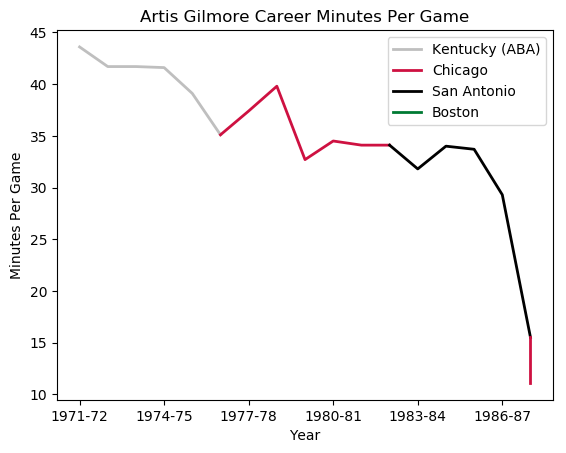 Artis Gilmore Career Minutes Per Game
Kentucky (ABA)
Chicago
San Antonio
Boston
Minutes Per Game
45
40
35
30
25
20
15
10
1971-72
1974-75
1977-78
1980-81
1983-84
1986-87
Year